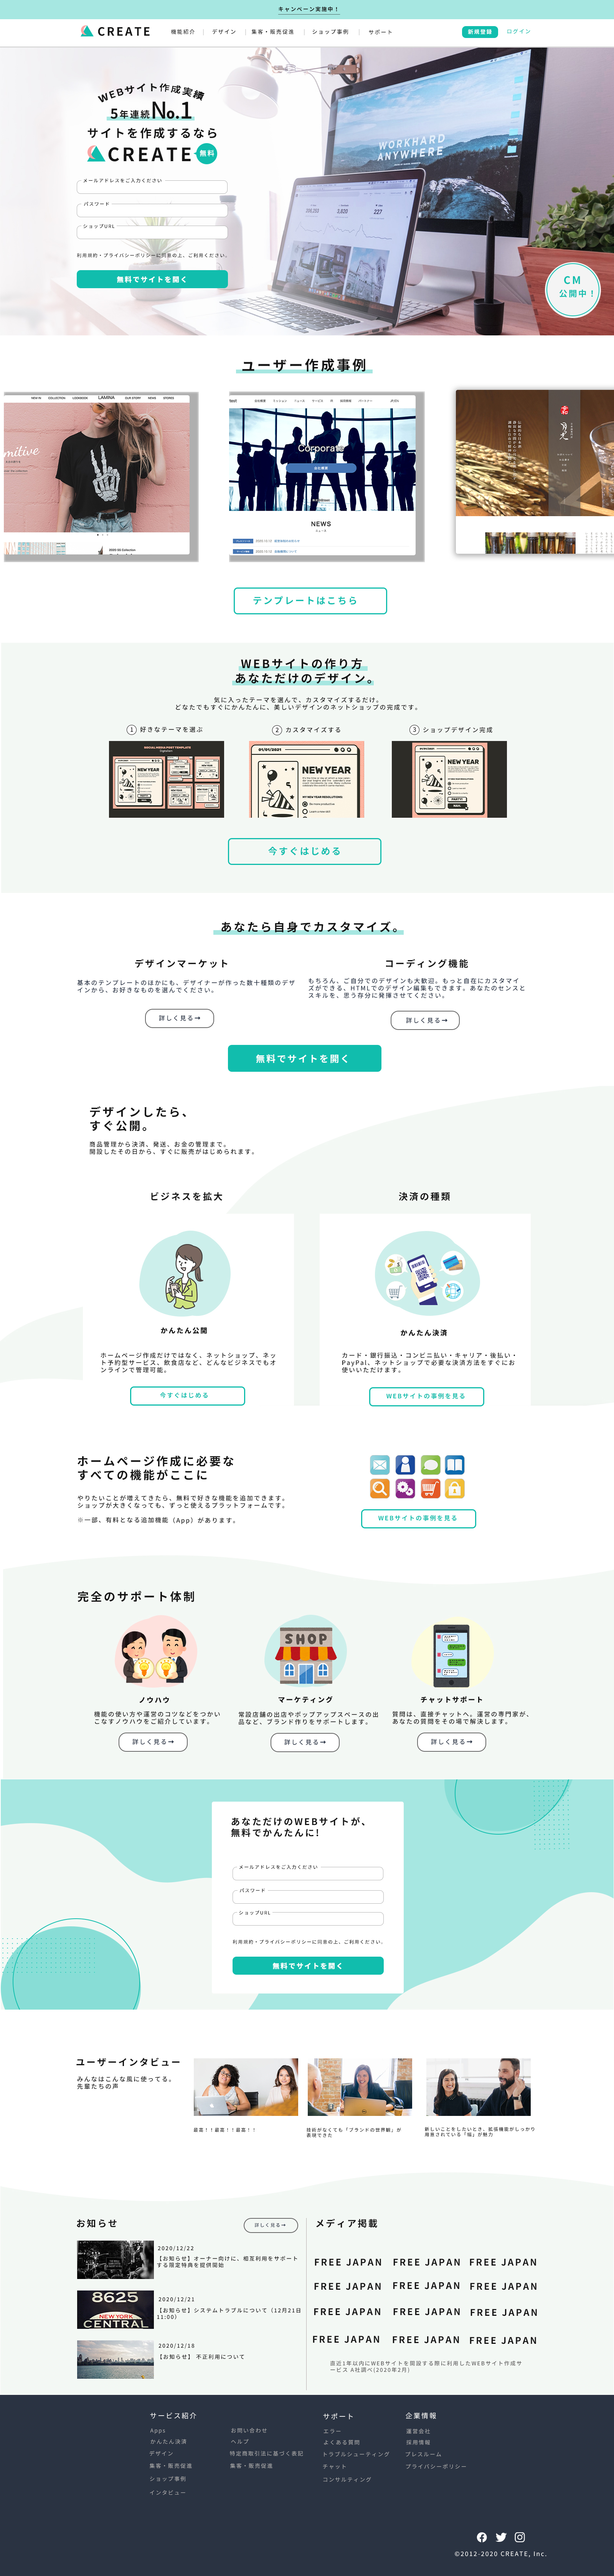 キャンペーン実施中！
CREATE
機能紹介
デザイン
集客・販売促進
ショップ事例
サポート
新規登録
ログイン
WEBサイト作成実績
5年連続No.1
サイトを作成するなら
CREATE 無料
メールアドレスをご入力ください
パスワード
ショップURL
利用規約・プライバシーポリシーに同意の上、ご利用ください。
無料でサイトを開く
WORKHARD
ANYWHERE
CM
公開中！
ユーザー作成事例
LAMINA
Corporate
会社概要
NEWS
テンプレートはこちら
WEBサイトの作り方
あなただけのデザイン。
気に入ったテーマを選んで、カスタマイズするだけ。
どなたでもすぐにかんたんに、美しいデザインのネットショップの完成です。
1 好きなテーマを選ぶ
2 カスタマイズする
3 ショップデザイン完成
SOCIAL MEDIA POST TEMPLATE
01/01/2021
NEW YEAR
MY NEW YEAR RESOLUTIONS:
NEW YEAR
今すぐはじめる
あなたら自身でカスタマイズ。
デザインマーケット
基本のテンプレートのほかにも、デザイナーが作った数十種類のデザ
インから、お好きなものを選んでください。
詳しく見る→
コーディング機能
もちろん、ご自分でのデザインも大歓迎。もっと自在にカスタマイ
ズができる、HTMLでのデザイン編集もできます。あなたのセンスと
スキルを、思う存分に発揮させてください。
詳しく見る→
無料でサイトを開く
デザインしたら、
すぐ公開。
商品管理から決済、発送、お金の管理まで。
開設したその日から、すぐに販売がはじめられます。
ビジネスを拡大
かんたん公開
ホームページ作成だけではなく、ネットショップ、ネッ
ト予約型サービス、飲食店など、どんなビジネスでもオ
ンラインで管理可能。
今すぐはじめる
決済の種類
かんたん決済
カード・銀行振込・コンビニ払い・キャリア・後払い・
PayPal、ネットショップで必要な決済方法をすぐにお
使いいただけます。
WEBサイトの事例を見る
ホームページ作成に必要な
すべての機能がここに
やりたいことが増えてきたら、無料で好きな機能を追加できます。
ショップが大きくなっても、ずっと使えるプラットフォームです。
※一部、有料となる追加機能（App）があります。
WEBサイトの事例を見る
完全のサポート体制
SHOP
ノウハウ
機能の使い方や運営のコツなどをつかい
こなすノウハウをご紹介しています。
詳しく見る→
マーケティング
常設店舗の出店やポップアップスペースの出
品など、ブランド作りをサポートします。
詳しく見る→
チャットサポート
質問は、直接チャットへ。運営の専門家が、
あなたの質問をその場で解決します。
詳しく見る→
あなただけのWEBサイトが、
無料でかんたんに！
メールアドレスをご入力ください
パスワード
ショップURL
利用規約・プライバシーポリシーに同意の上、ご利用ください。
無料でサイトを開く
ユーザーインタビュー
みんなはこんな風に使ってる。
先輩たちの声
最高！！最高！！最高！！
技術がなくても「ブランドの世界観」が
表現できた
新しいことをしたいとき、拡張機能がしっかり
用意されている「幅」が魅力
お知らせ
詳しく見る→
2020/12/22
【お知らせ】オーナー向けに、相互利用をサポート
する限定特典を提供開始
8625
NEW YORK
CENTRAL
2020/12/21
【お知らせ】システムトラブルについて（12月21日
11:00）
2020/12/18
【お知らせ】 不正利用について
メディア掲載
FREE JAPAN
FREE JAPAN
FREE JAPAN
FREE JAPAN
FREE JAPAN
FREE JAPAN
FREE JAPAN
FREE JAPAN
FREE JAPAN
FREE JAPAN
FREE JAPAN
FREE JAPAN
直近1年以内にWEBサイトを開設する際に利用したWEBサイト作成サ
ービス A社調べ(2020年2月)
サービス紹介
Apps
かんたん決済
デザイン
集客・販売促進
ショップ事例
インタビュー
お問い合わせ
ヘルプ
特定商取引法に基づく表記
集客・販売促進
サポート
エラー
よくある質問
トラブルシューティング
チャット
コンサルティング
企業情報
運営会社
採用情報
プレスルーム
プライバシーポリシー
©2012-2020 CREATE, Inc.